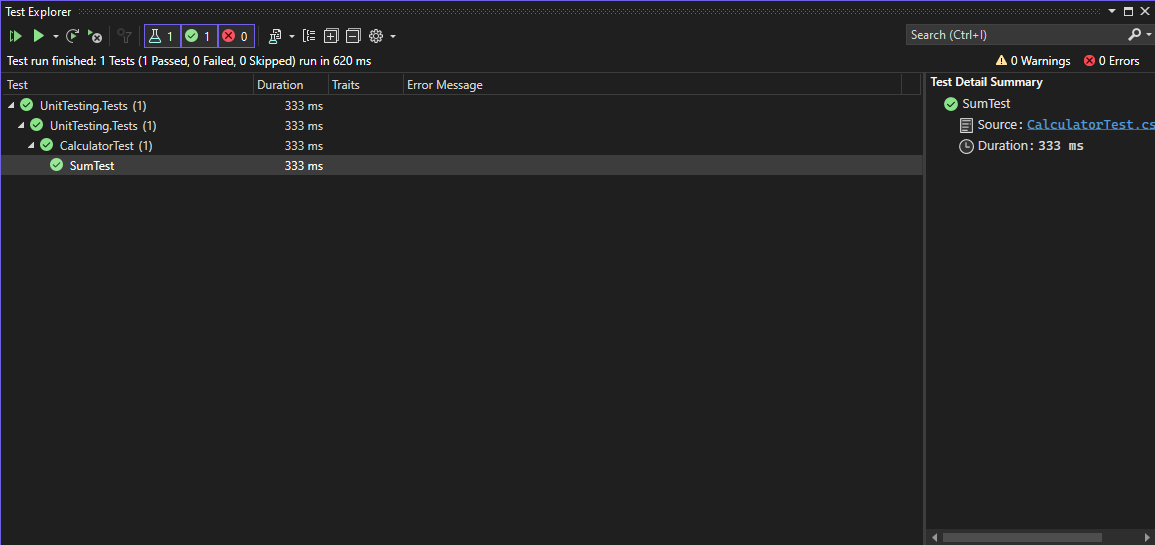 Test Explorer
1 1 0 Search (Ctrl+I)
Test run finished: 1 Tests (1 Passed, 0 Failed, 0 Skipped) run in 620 ms 0 Warnings 0 Errors
Test Duration Traits Error Message
UnitTesting.Tests (1) 333 ms
UnitTesting.Tests (1) 333 ms
CalculatorTest (1) 333 ms
SumTest 333 ms
Test Detail Summary
SumTest
Source: CalculatorTest.cs
Duration: 333 ms